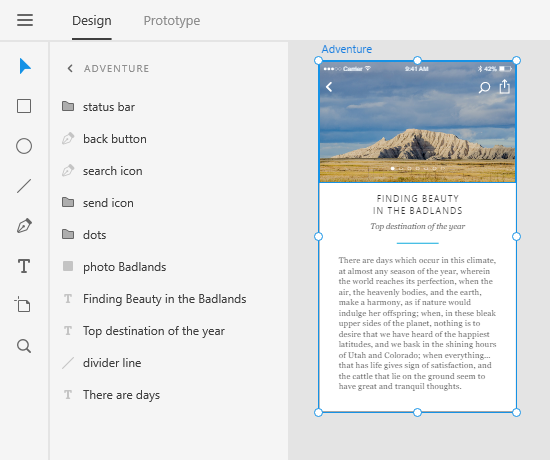 Design Prototype
Adventure
ADVENTURE
status bar
back button
search icon
send icon
dots
photo Badlands
Finding Beauty in the Badlands
Top destination of the year
divider line
There are days
Carrier 9:41 AM 42%
FINDING BEAUTY
IN THE BADLANDS
Top destination of the year
There are days which occur in this climate,
at almost any season of the year, wherein
the world reaches its perfection, when the
air, the heavenly bodies, and the earth,
make a harmony, as if nature would
indulge her offspring; when, in these bleak
upper sides of the planet, nothing is to
desire that we have heard of the happiest
latitudes, and we bask in the shining hours
of Utah and Colorado; when everything...
that has life gives sign of satisfaction, and
the cattle that lie on the ground seem to
have great and tranquil thoughts.